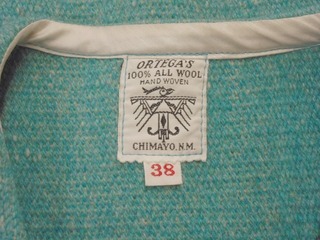 ORTEGA'S
100% ALL WOOL
HAND WOVEN
CHIMAYO, N.M.
38